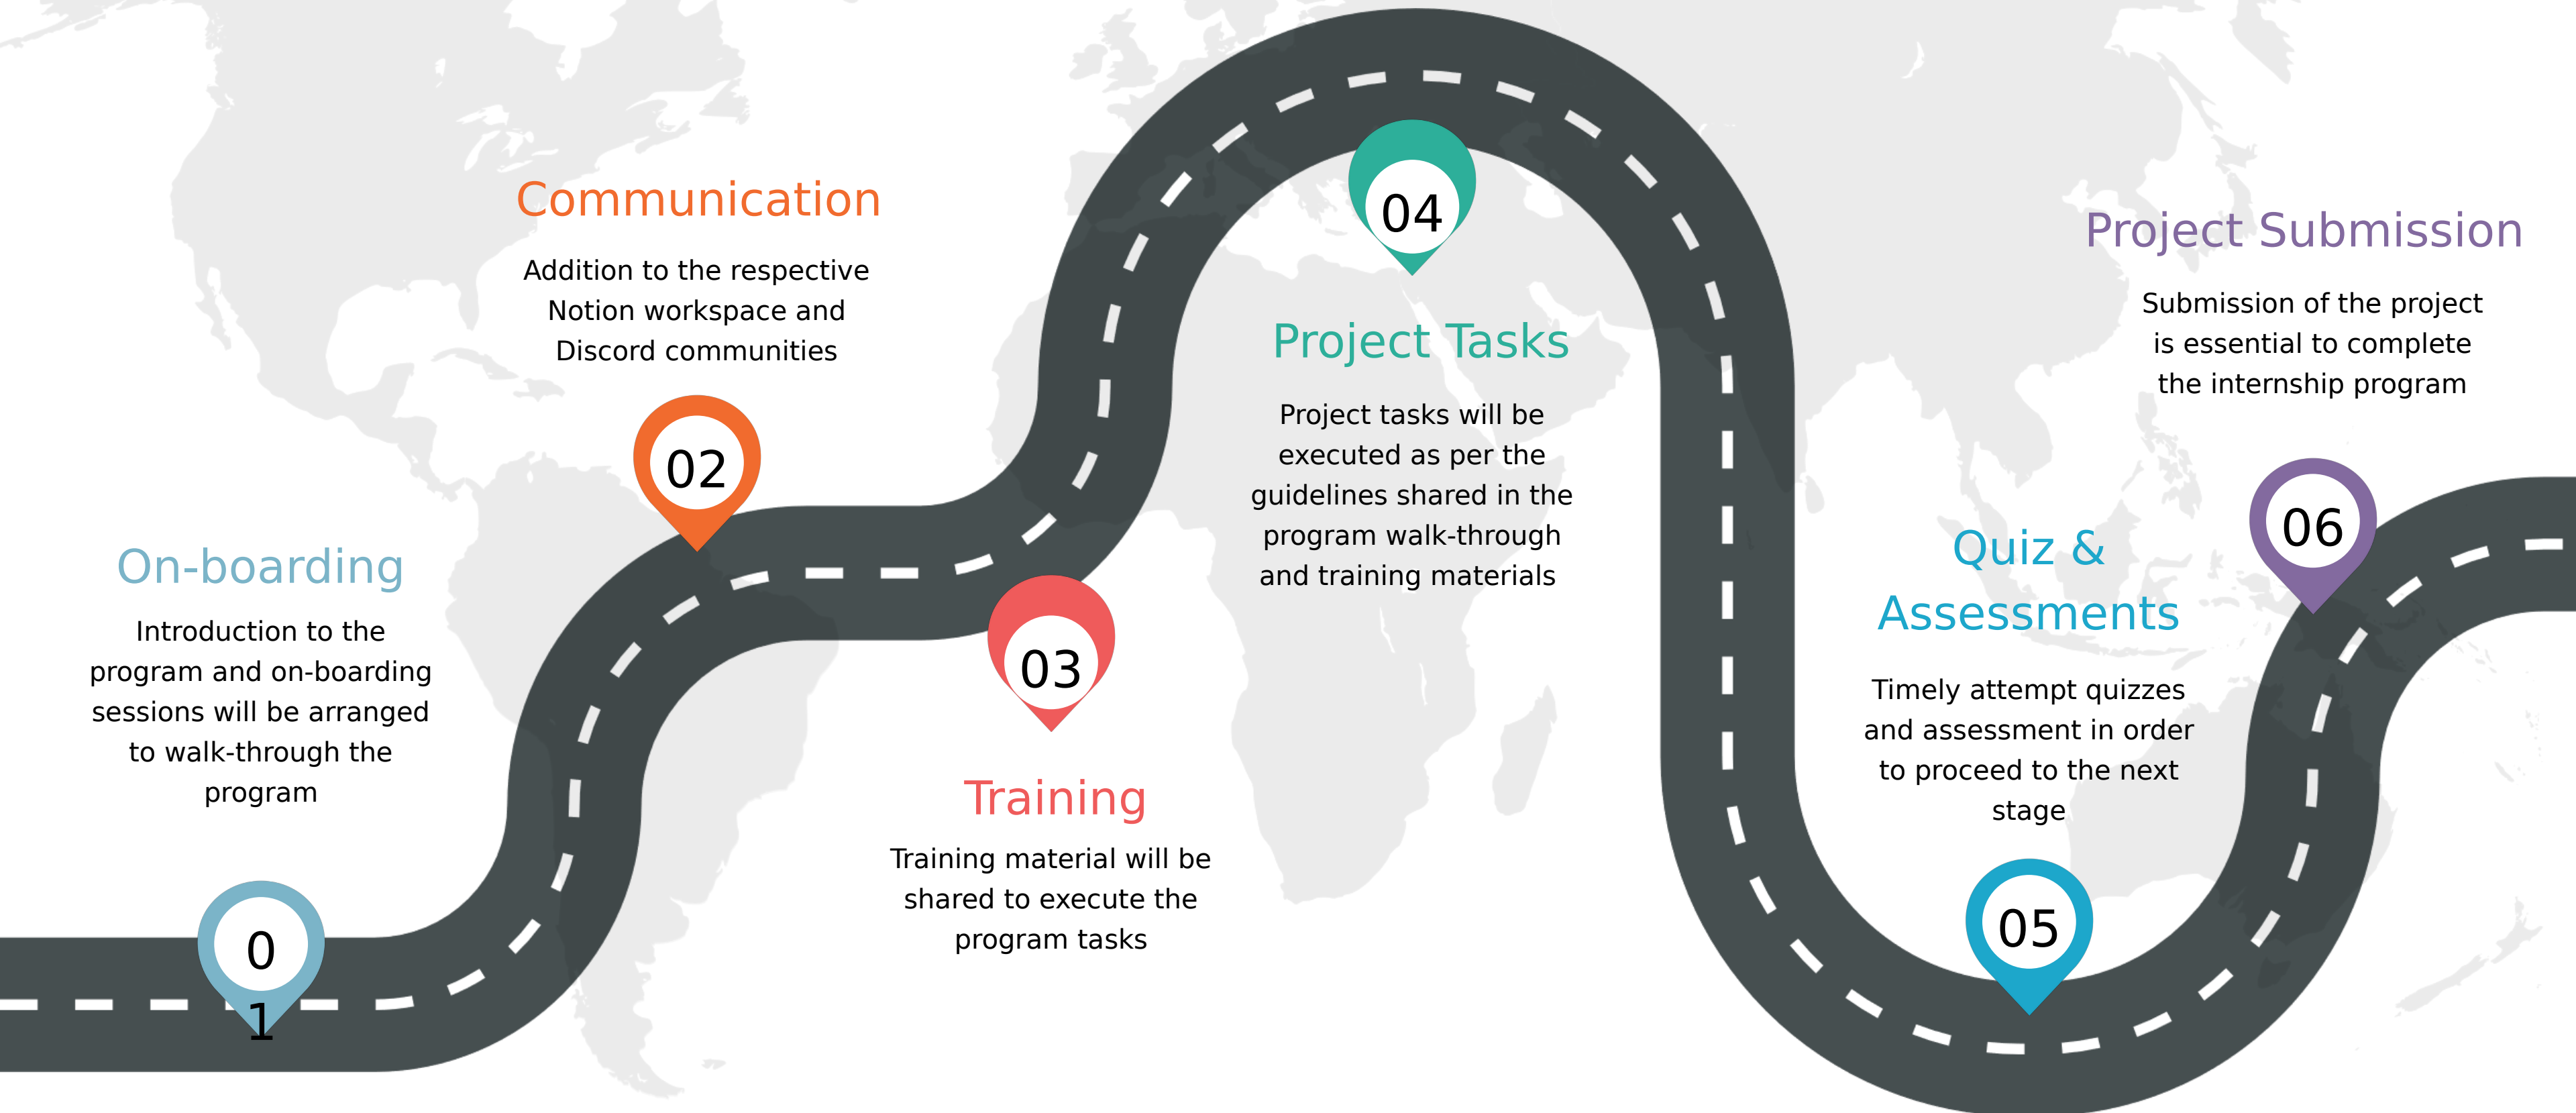 On-boarding
Introduction to the
program and on-boarding
sessions will be arranged
to walk-through the
program
0
1
Communication
Addition to the respective
Notion workspace and
Discord communities
02
03
Training
Training material will be
shared to execute the
program tasks
04
Project Tasks
Project tasks will be
executed as per the
guidelines shared in the
program walk-through
and training materials
Quiz &
Assessments
Timely attempt quizzes
and assessment in order
to proceed to the next
stage
05
Project Submission
Submission of the project
is essential to complete
the internship program
06